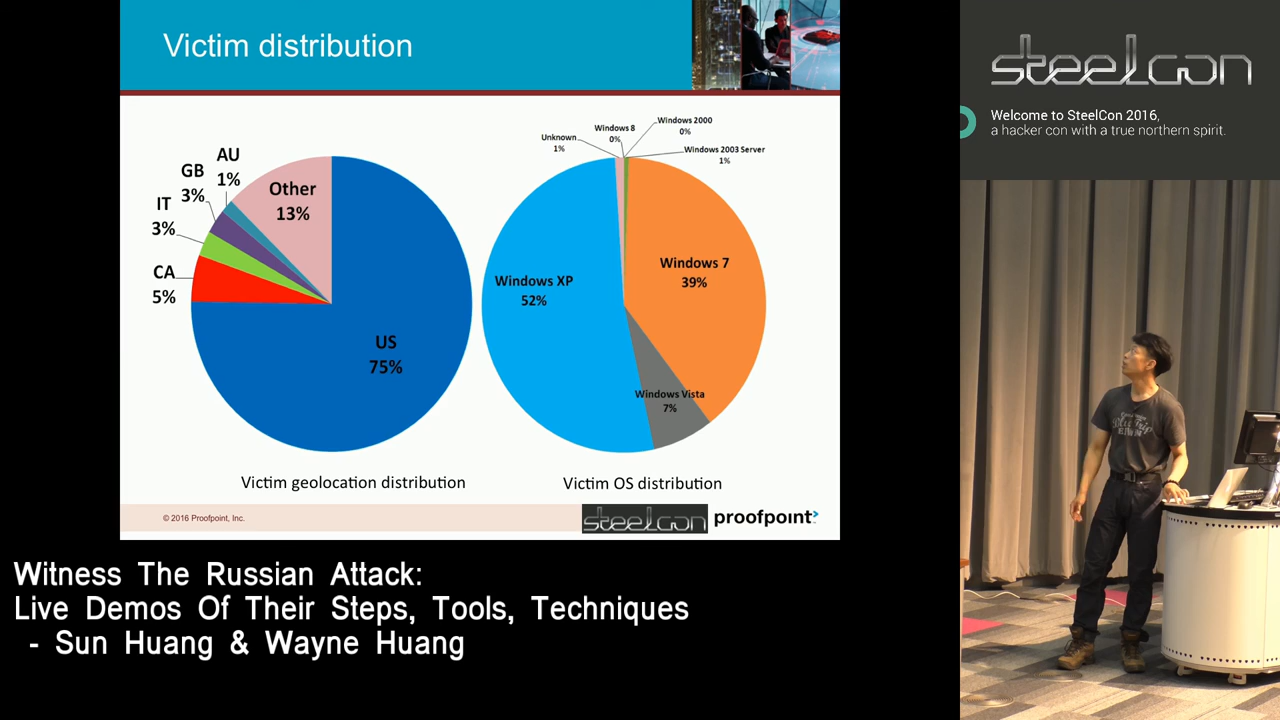 Victim distribution
US
75%
CA
5%
IT
3%
GB
3%
AU
1%
Other
13%
Victim geolocation distribution
Unknown
1%
Windows 8
0%
Windows 2000
0%
Windows 2003 Server
1%
Windows 7
39%
Windows Vista
7%
Windows XP
52%
Victim OS distribution
© 2016 Proofpoint, Inc.
steelcon
proofpoint
steelcon
Welcome to SteelCon 2016,
a hacker con with a true northern spirit.
Witness The Russian Attack:
Live Demos Of Their Steps, Tools, Techniques
- Sun Huang & Wayne Huang